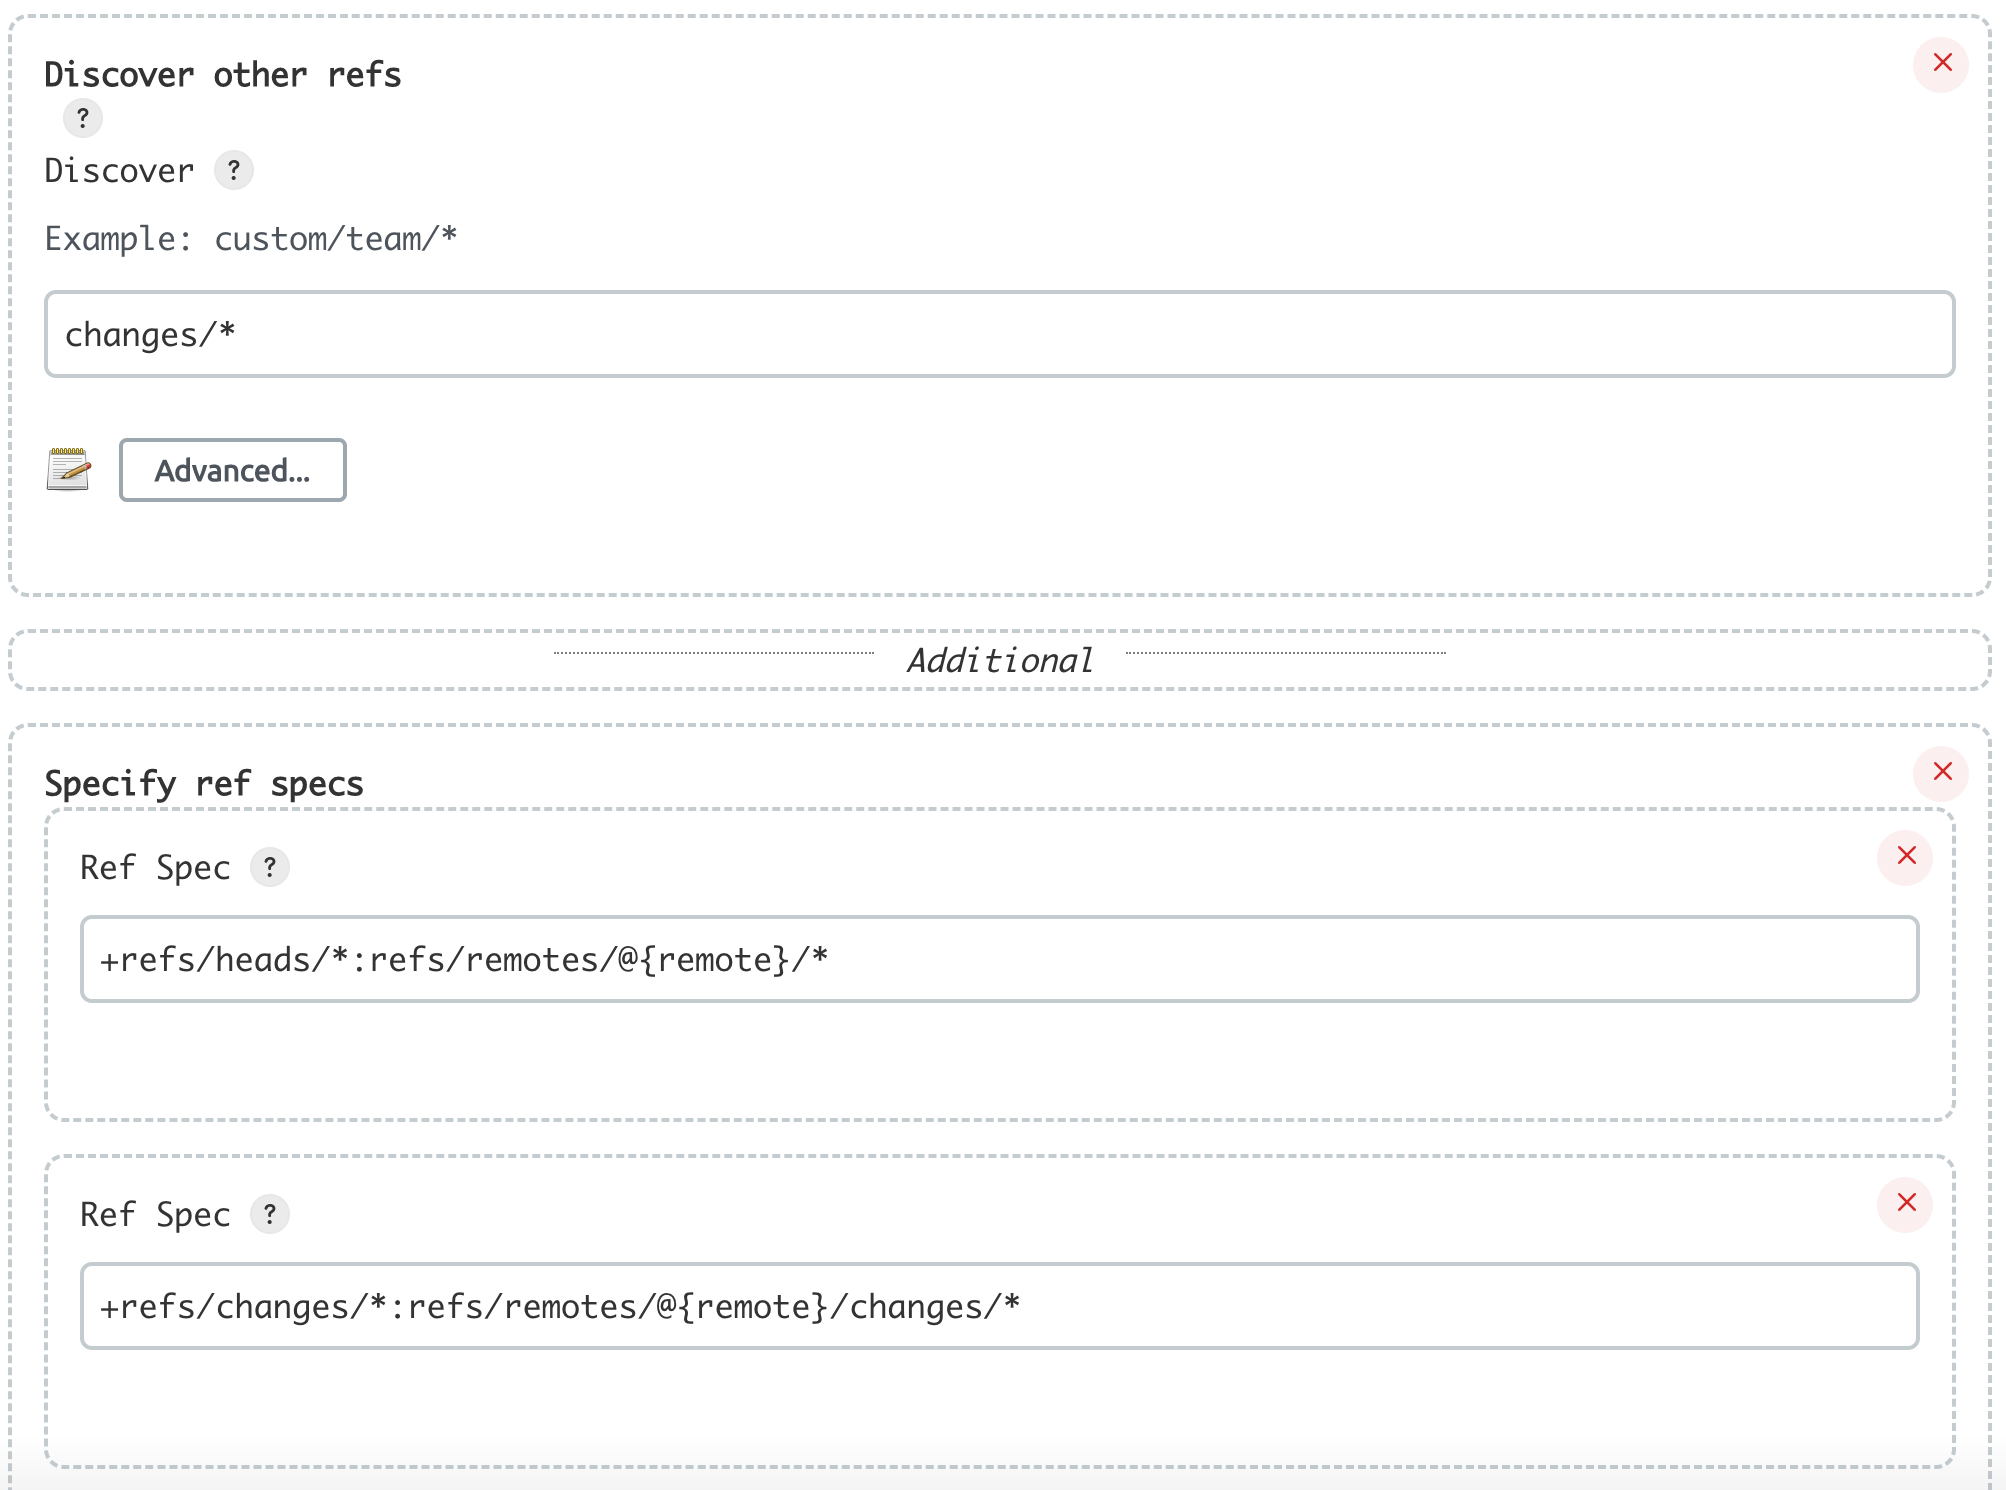 Discover other refs
?
Discover ?
Example: custom/team/*
changes/*
Advanced...
Additional
Specify ref specs
Ref Spec ?
+refs/heads/*:refs/remotes/@{remote}/*
Ref Spec ?
+refs/changes/*:refs/remotes/@{remote}/changes/*